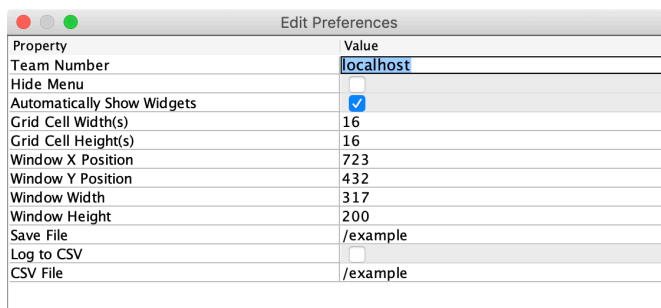 Edit Preferences
Property Value
Team Number localhost
Hide Menu
Automatically Show Widgets
Grid Cell Width(s) 16
Grid Cell Height(s) 16
Window X Position 723
Window Y Position 432
Window Width 317
Window Height 200
Save File /example
Log to CSV
CSV File /example